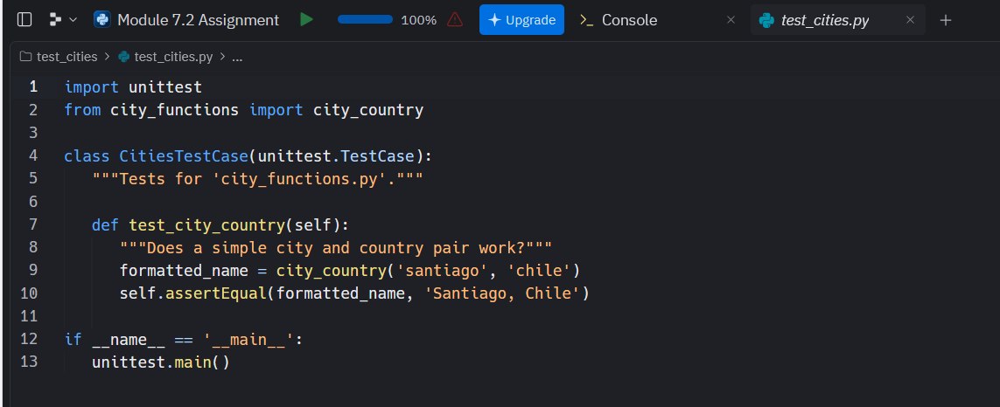 Module 7.2 Assignment 100% Upgrade >_ Console × test_cities.py × +
test_cities > test_cities.py > ...
1 import unittest
2 from city_functions import city_country
3
4 class CitiesTestCase(unittest.TestCase):
5    """Tests for 'city_functions.py'."""
6
7    def test_city_country(self):
8       """Does a simple city and country pair work?"""
9       formatted_name = city_country('santiago', 'chile')
10       self.assertEqual(formatted_name, 'Santiago, Chile')
11
12 if __name__ == '__main__':
13    unittest.main()